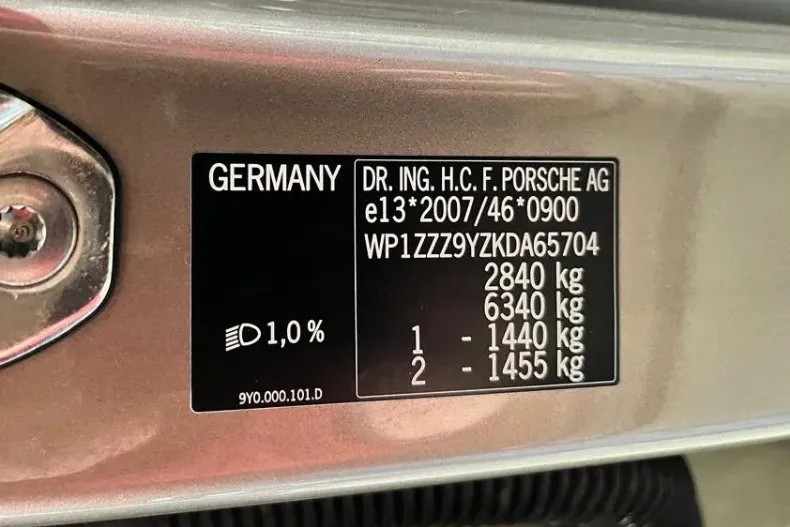 GERMANY
DR. ING. H.C. F. PORSCHE AG
e13*2007/46*0900
WP1ZZZ9YZKDA65704
2840 kg
6340 kg
1 - 1440 kg
2 - 1455 kg
1,0 %
9Y0.000.101.D